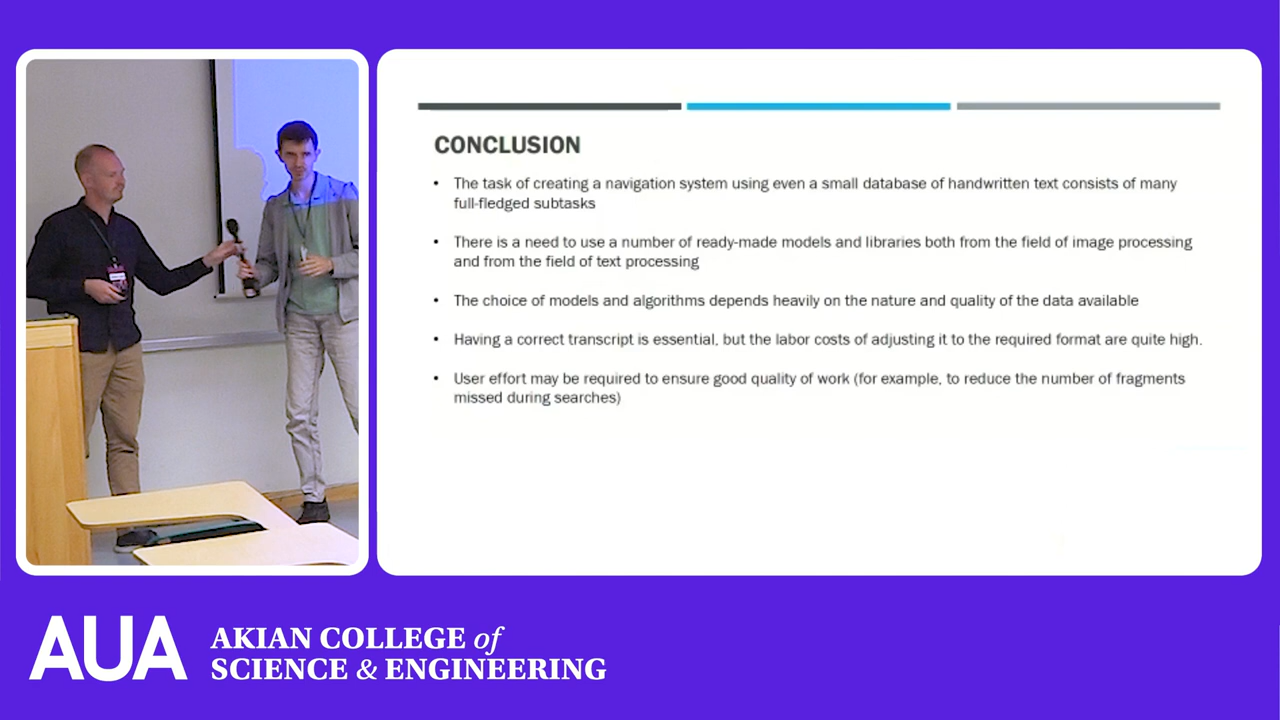 CONCLUSION
• The task of creating a navigation system using even a small database of handwritten text consists of many
full-fledged subtasks
• There is a need to use a number of ready-made models and libraries both from the field of image processing
and from the field of text processing
• The choice of models and algorithms depends heavily on the nature and quality of the data available
• Having a correct transcript is essential, but the labor costs of adjusting it to the required format are quite high.
• User effort may be required to ensure good quality of work (for example, to reduce the number of fragments
missed during searches)
AUA
AKIAN COLLEGE of
SCIENCE & ENGINEERING